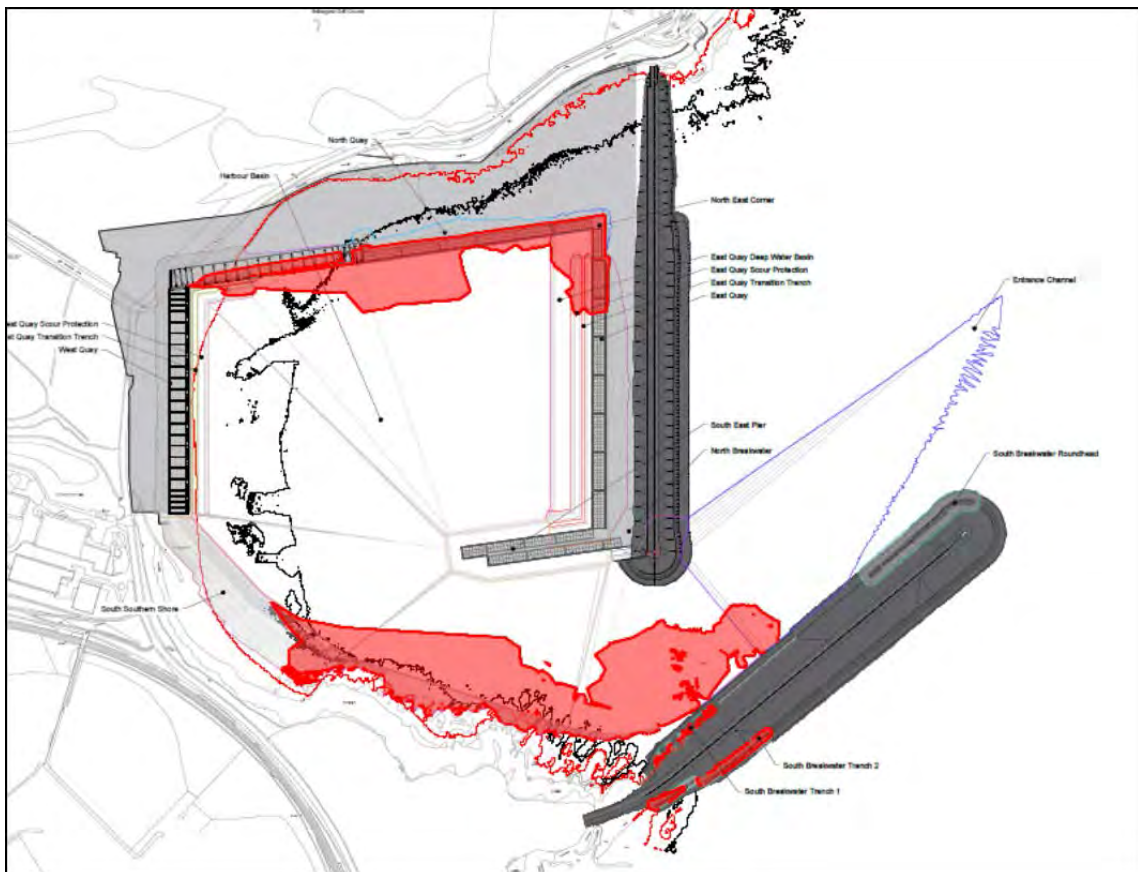 North Quay
Harbour Basin
North East Corner
East Quay Deep Water Basin
East Quay Scour Protection
East Quay Transition Trench
East Quay
Entrance Channel
est Quay Scour Protection
st Quay Transition Trench
West Quay
South East Pier
North Breakwater
South Breakwater Roundhead
South Southern Shore
South Breakwater Trench 2
South Breakwater Trench 1